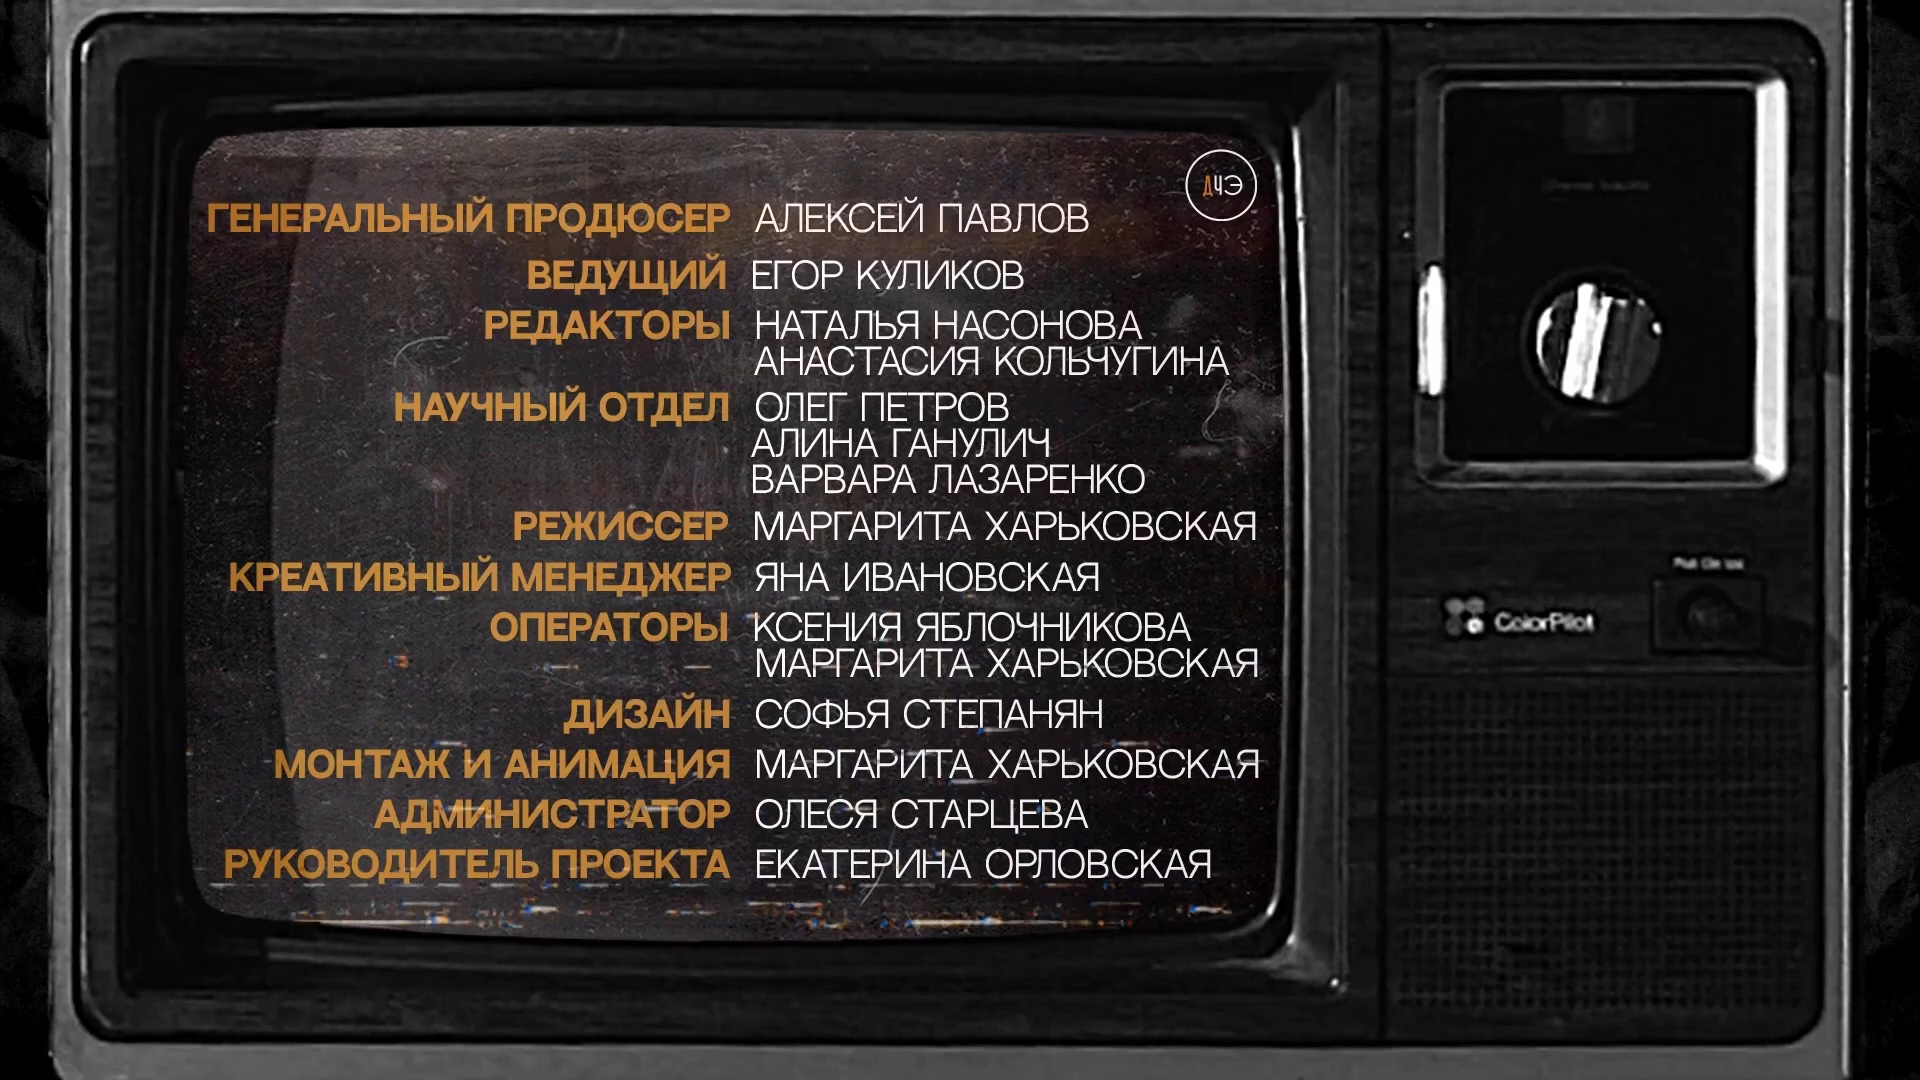 ДЧЭ
ГЕНЕРАЛЬНЫЙ ПРОДЮСЕР АЛЕКСЕЙ ПАВЛОВ
ВЕДУЩИЙ ЕГОР КУЛИКОВ
РЕДАКТОРЫ НАТАЛЬЯ НАСОНОВА
АНАСТАСИЯ КОЛЬЧУГИНА
НАУЧНЫЙ ОТДЕЛ ОЛЕГ ПЕТРОВ
АЛИНА ГАНУЛИЧ
ВАРВАРА ЛАЗАРЕНКО
РЕЖИССЕР МАРГАРИТА ХАРЬКОВСКАЯ
КРЕАТИВНЫЙ МЕНЕДЖЕР ЯНА ИВАНОВСКАЯ
ОПЕРАТОРЫ КСЕНИЯ ЯБЛОЧНИКОВА
МАРГАРИТА ХАРЬКОВСКАЯ
ДИЗАЙН СОФЬЯ СТЕПАНЯН
МОНТАЖ И АНИМАЦИЯ МАРГАРИТА ХАРЬКОВСКАЯ
АДМИНИСТРАТОР ОЛЕСЯ СТАРЦЕВА
РУКОВОДИТЕЛЬ ПРОЕКТА ЕКАТЕРИНА ОРЛОВСКАЯ
ColorPilot